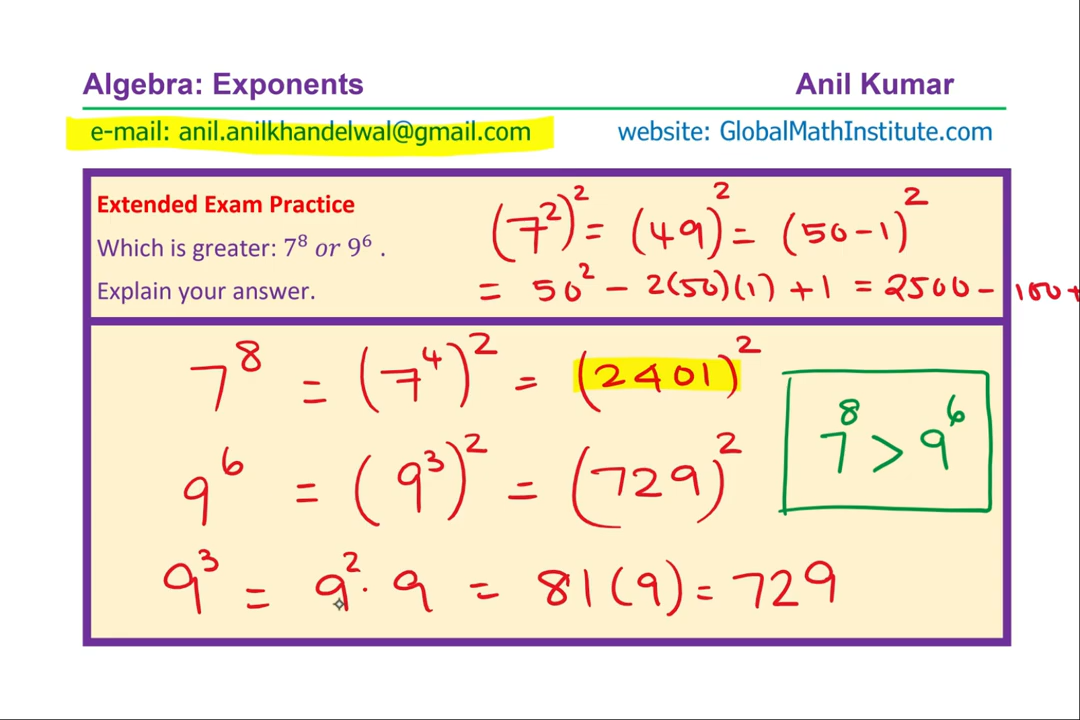 Algebra: Exponents Anil Kumar
e-mail: anil.anilkhandelwal@gmail.com website: GlobalMathInstitute.com
Extended Exam Practice
Which is greater: 7⁸ or 9⁶ .
Explain your answer.
(7²)² = (49)² = (50-1)²
= 50² - 2(50)(1) + 1 = 2500 - 100+
7⁸ = (7⁴)² = (2401)²
9⁶ = (9³)² = (729)²
7⁸ > 9⁶
9³ = 9² · 9 = 81(9) = 729